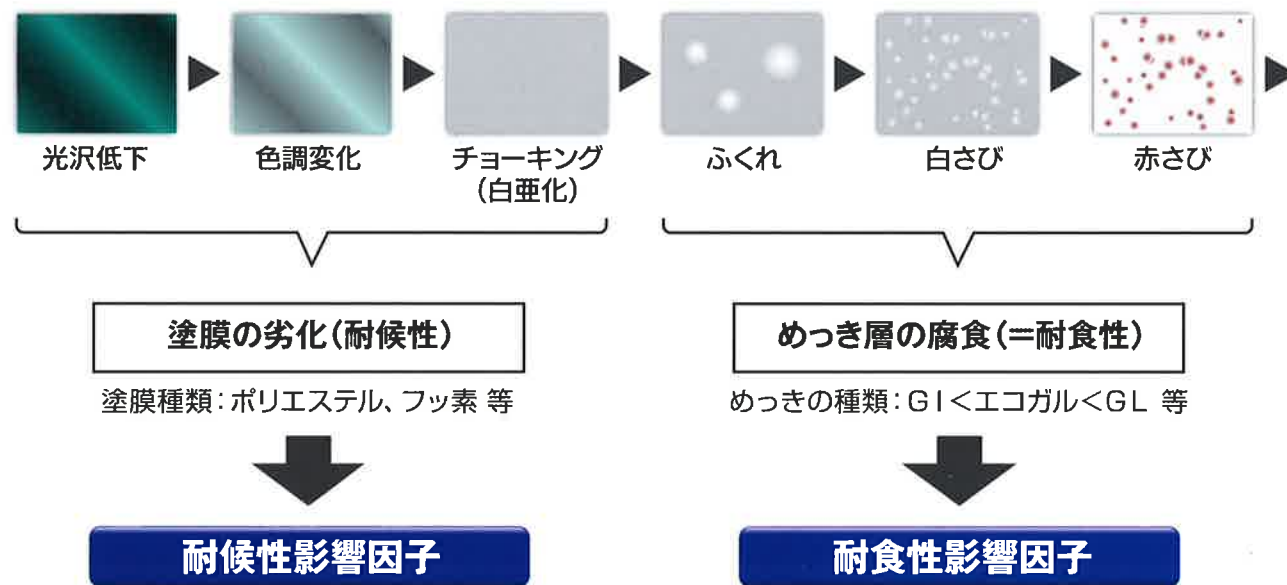 光沢低下
色調変化
チョーキング
(白亜化)
ふくれ
白さび
赤さび
塗膜の劣化(耐候性)
塗膜種類:ポリエステル、フッ素 等
めっき層の腐食(=耐食性)
めっきの種類:GI<エコガル<GL 等
耐候性影響因子
耐食性影響因子